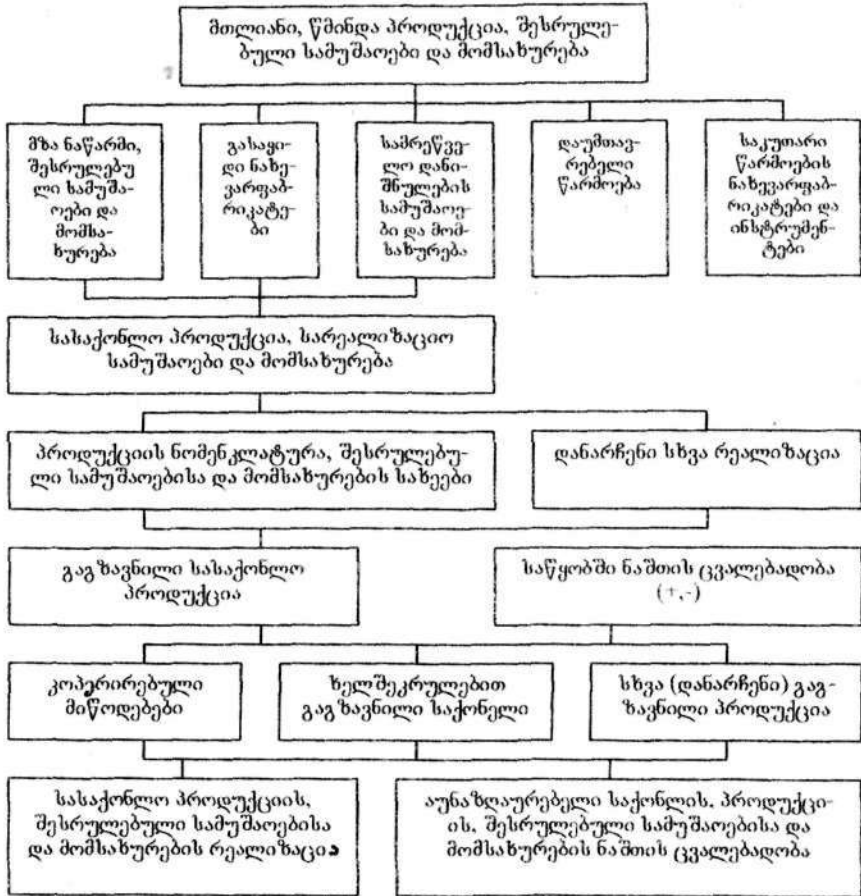 მთლიანი, წმინდა პროდუქცია, შესრულე-
ბული სამუშაოები და მომსახურება
მზა ნაწარმი,
შესრულებუ
ლი სამუშა-
ოები და
მომსა-
ხურება
გასაყი-
დი ნახე-
ვარფაბ-
რიკატე-
ბი
სამრეწვე-
ლო დანი-
შნულების
სამუშაოე-
ბი და მომ-
სახურება
დაუმთავ-
რებელი
წარმოება
საკუთარი
წარმოების
ნახევარფაბ-
რიკატები და
ინსტრუმენ-
ტები
სასაქონლო პროდუქცია, სარეალიზაციო
სამუშაოები და მომსახურება
პროდუქციის ნომენკლატურა, შესრულებუ-
ლი სამუშაოებისა და მომსახურების სახეები
დანარჩენი სხვა რეალიზაცია
გაგზავნილი სასაქონლო
პროდუქცია
საწყობში ნაშთის ცვალებადობა
(+,-)
კოპერირებული
მიწოდებები
ხელშეკრულებით
გაგზავნილი საქონელი
სხვა (დანარჩენი) გაგ-
ზავნილი პროდუქცია
სასაქონლო პროდუქციის,
შესრულებული სამუშაოებისა
და მომსახურების რეალიზაცია
აუნაზღაურებელი საქონლის, პროდუქცი-
ის, შესრულებული სამუშაოებისა და
მომსახურების ნაშთის ცვალებადობა